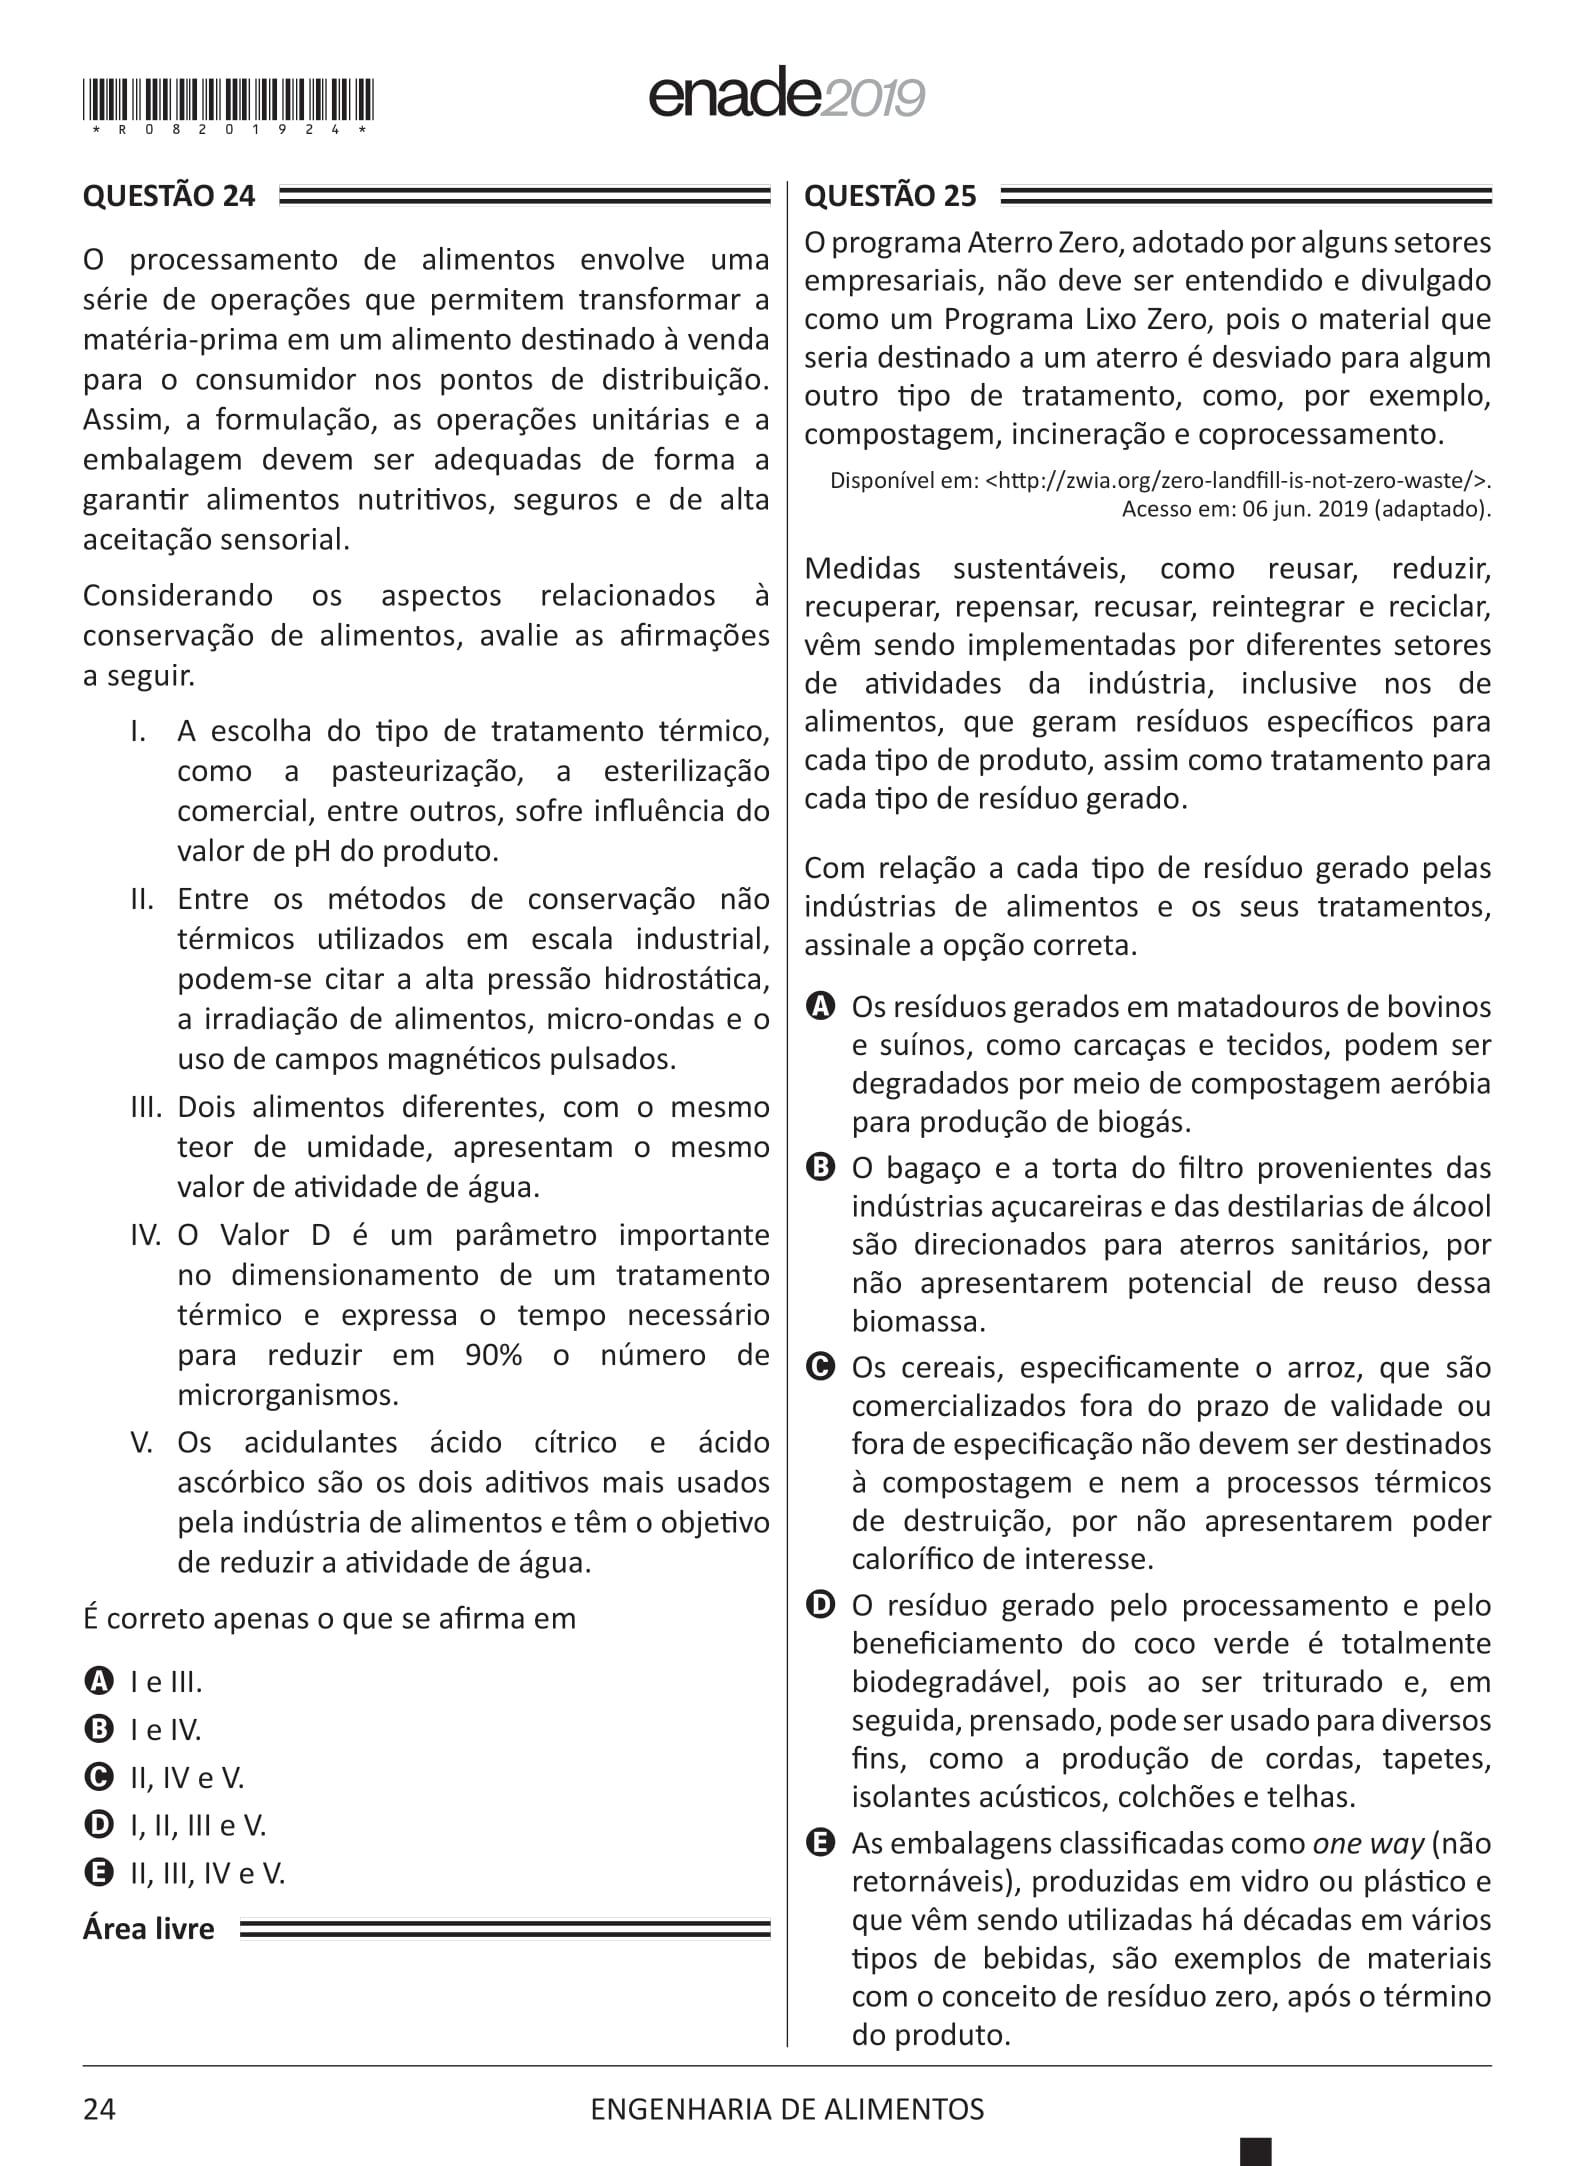 *R08201924*
enade2019
QUESTÃO 24
O processamento de alimentos envolve uma
série de operações que permitem transformar a
matéria-prima em um alimento destinado à venda
para o consumidor nos pontos de distribuição.
Assim, a formulação, as operações unitárias e a
embalagem devem ser adequadas de forma a
garantir alimentos nutritivos, seguros e de alta
aceitação sensorial.
Considerando os aspectos relacionados à
conservação de alimentos, avalie as afirmações
a seguir.
I. A escolha do tipo de tratamento térmico,
como a pasteurização, a esterilização
comercial, entre outros, sofre influência do
valor de pH do produto.
II. Entre os métodos de conservação não
térmicos utilizados em escala industrial,
podem-se citar a alta pressão hidrostática,
a irradiação de alimentos, micro-ondas e o
uso de campos magnéticos pulsados.
III. Dois alimentos diferentes, com o mesmo
teor de umidade, apresentam o mesmo
valor de atividade de água.
IV. O Valor D é um parâmetro importante
no dimensionamento de um tratamento
térmico e expressa o tempo necessário
para reduzir em 90% o número de
microrganismos.
V. Os acidulantes ácido cítrico e ácido
ascórbico são os dois aditivos mais usados
pela indústria de alimentos e têm o objetivo
de reduzir a atividade de água.
É correto apenas o que se afirma em
A I e III.
B I e IV.
C II, IV e V.
D I, II, III e V.
E II, III, IV e V.
Área livre
QUESTÃO 25
O programa Aterro Zero, adotado por alguns setores
empresariais, não deve ser entendido e divulgado
como um Programa Lixo Zero, pois o material que
seria destinado a um aterro é desviado para algum
outro tipo de tratamento, como, por exemplo,
compostagem, incineração e coprocessamento.
Disponível em: <http://zwia.org/zero-landfill-is-not-zero-waste/>.
Acesso em: 06 jun. 2019 (adaptado).
Medidas sustentáveis, como reusar, reduzir,
recuperar, repensar, recusar, reintegrar e reciclar,
vêm sendo implementadas por diferentes setores
de atividades da indústria, inclusive nos de
alimentos, que geram resíduos específicos para
cada tipo de produto, assim como tratamento para
cada tipo de resíduo gerado.
Com relação a cada tipo de resíduo gerado pelas
indústrias de alimentos e os seus tratamentos,
assinale a opção correta.
A Os resíduos gerados em matadouros de bovinos
e suínos, como carcaças e tecidos, podem ser
degradados por meio de compostagem aeróbia
para produção de biogás.
B O bagaço e a torta do filtro provenientes das
indústrias açucareiras e das destilarias de álcool
são direcionados para aterros sanitários, por
não apresentarem potencial de reuso dessa
biomassa.
C Os cereais, especificamente o arroz, que são
comercializados fora do prazo de validade ou
fora de especificação não devem ser destinados
à compostagem e nem a processos térmicos
de destruição, por não apresentarem poder
calorífico de interesse.
D O resíduo gerado pelo processamento e pelo
beneficiamento do coco verde é totalmente
biodegradável, pois ao ser triturado e, em
seguida, prensado, pode ser usado para diversos
fins, como a produção de cordas, tapetes,
isolantes acústicos, colchões e telhas.
E As embalagens classificadas como one way (não
retornáveis), produzidas em vidro ou plástico e
que vêm sendo utilizadas há décadas em vários
tipos de bebidas, são exemplos de materiais
com o conceito de resíduo zero, após o término
do produto.
24
ENGENHARIA DE ALIMENTOS